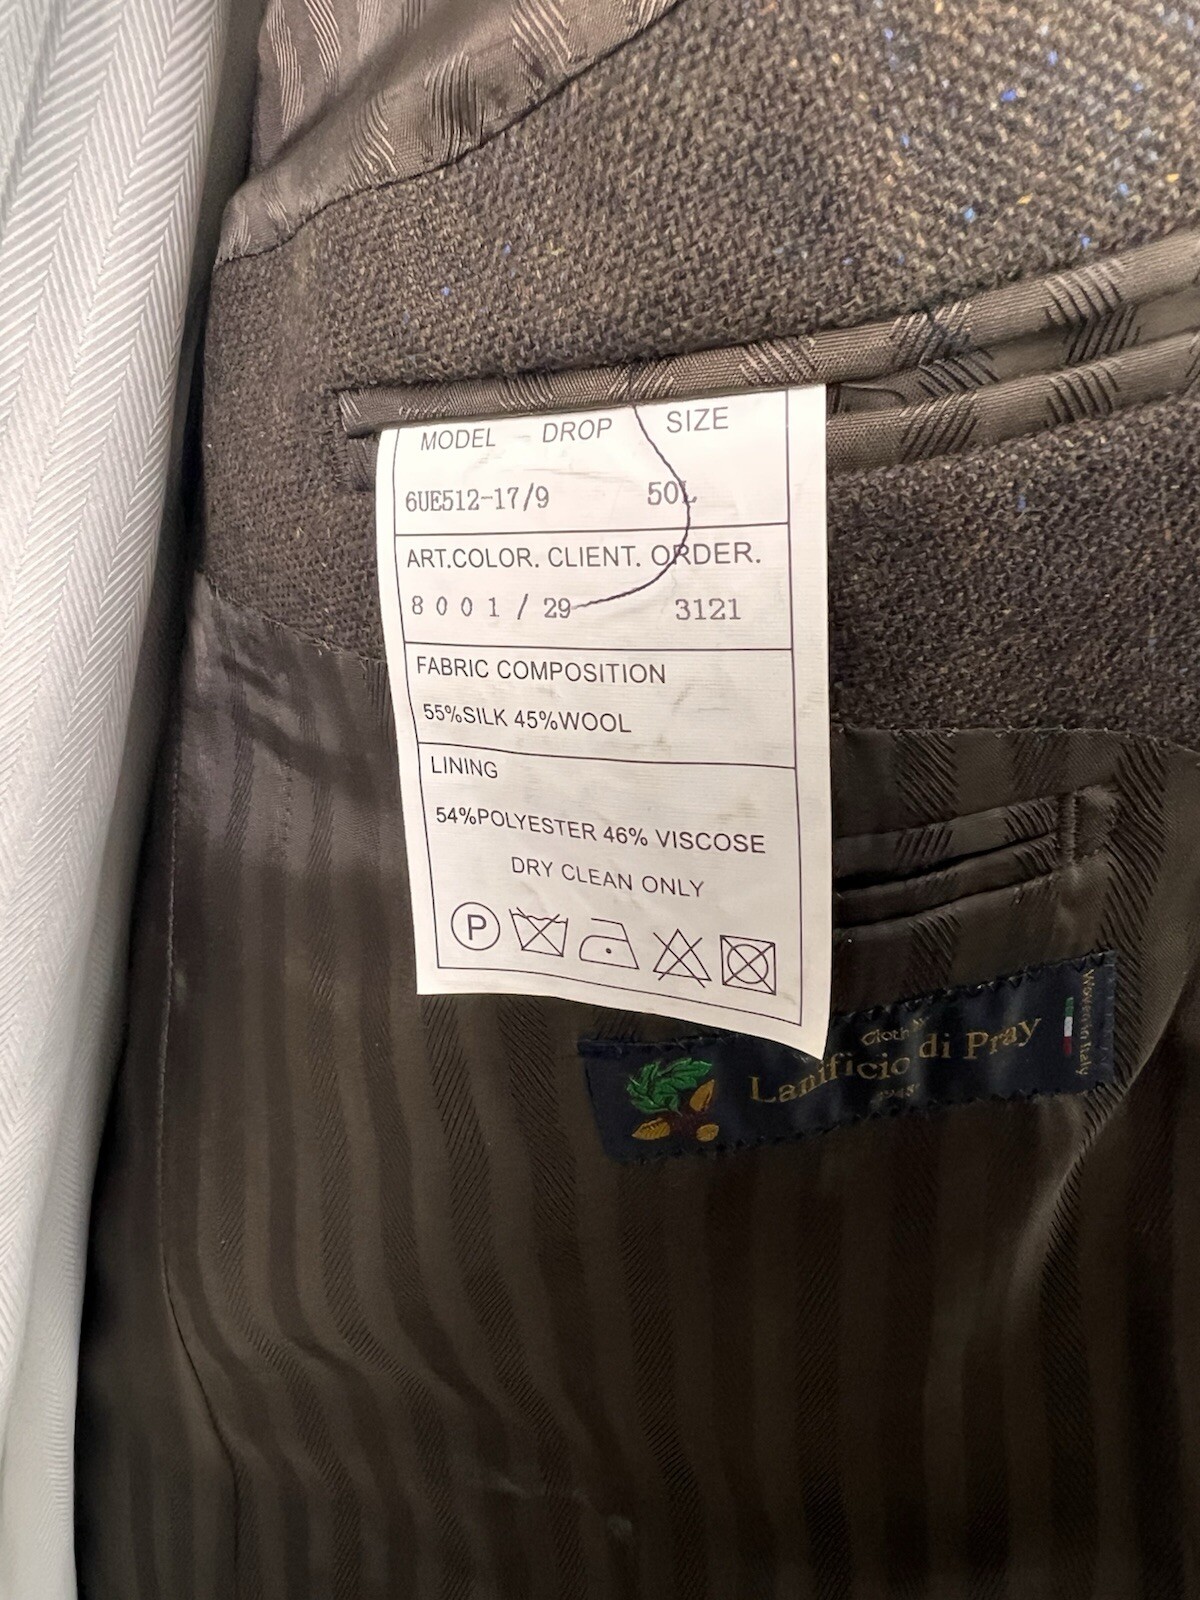 MODEL DROP SIZE
6UE512-17/9 50L
ART.COLOR. CLIENT. ORDER.
8001/29 3121
FABRIC COMPOSITION
55%SILK 45%WOOL
LINING
54%POLYESTER 46% VISCOSE
DRY CLEAN ONLY
P
Cloth
Lanificio di Pray
Woven in Italy